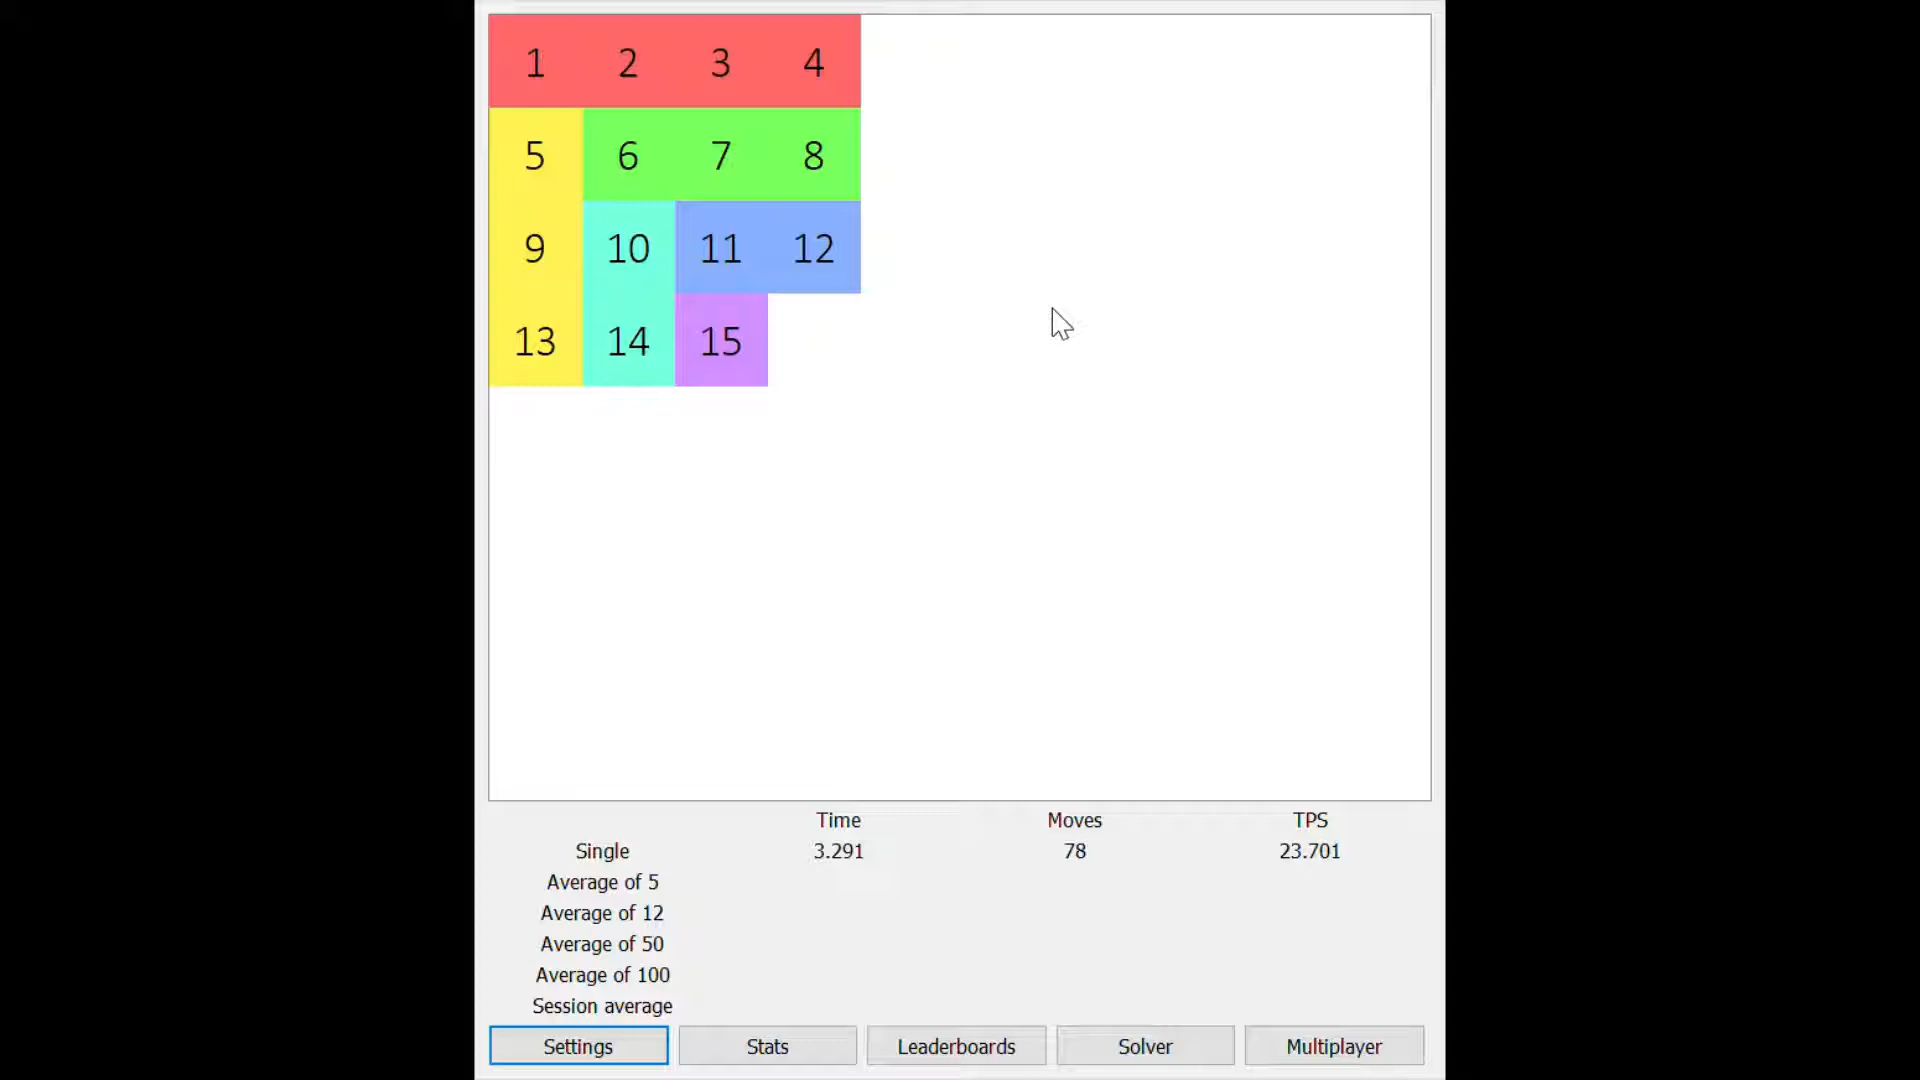 1 2 3 4
5 6 7 8
9 10 11 12
13 14 15
Time Moves TPS
Single 3.291 78 23.701
Average of 5
Average of 12
Average of 50
Average of 100
Session average
Settings Stats Leaderboards Solver Multiplayer